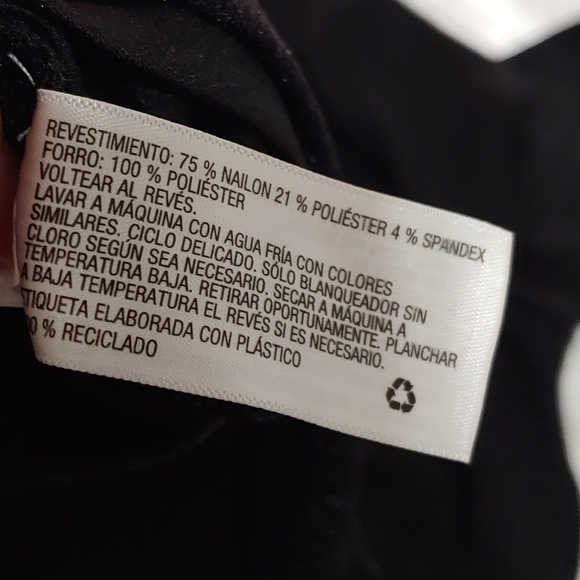 REVESTIMIENTO: 75 % NAILON 21 % POLIÉSTER 4 % SPANDEX
FORRO: 100 % POLIÉSTER
VOLTEAR AL REVÉS.
LAVAR A MÁQUINA CON AGUA FRÍA CON COLORES
SIMILARES. CICLO DELICADO. SÓLO BLANQUEADOR SIN
CLORO SEGÚN SEA NECESARIO. SECAR A MÁQUINA A
TEMPERATURA BAJA. RETIRAR OPORTUNAMENTE. PLANCHAR
A BAJA TEMPERATURA EL REVÉS SI ES NECESARIO.
ETIQUETA ELABORADA CON PLÁSTICO
% RECICLADO